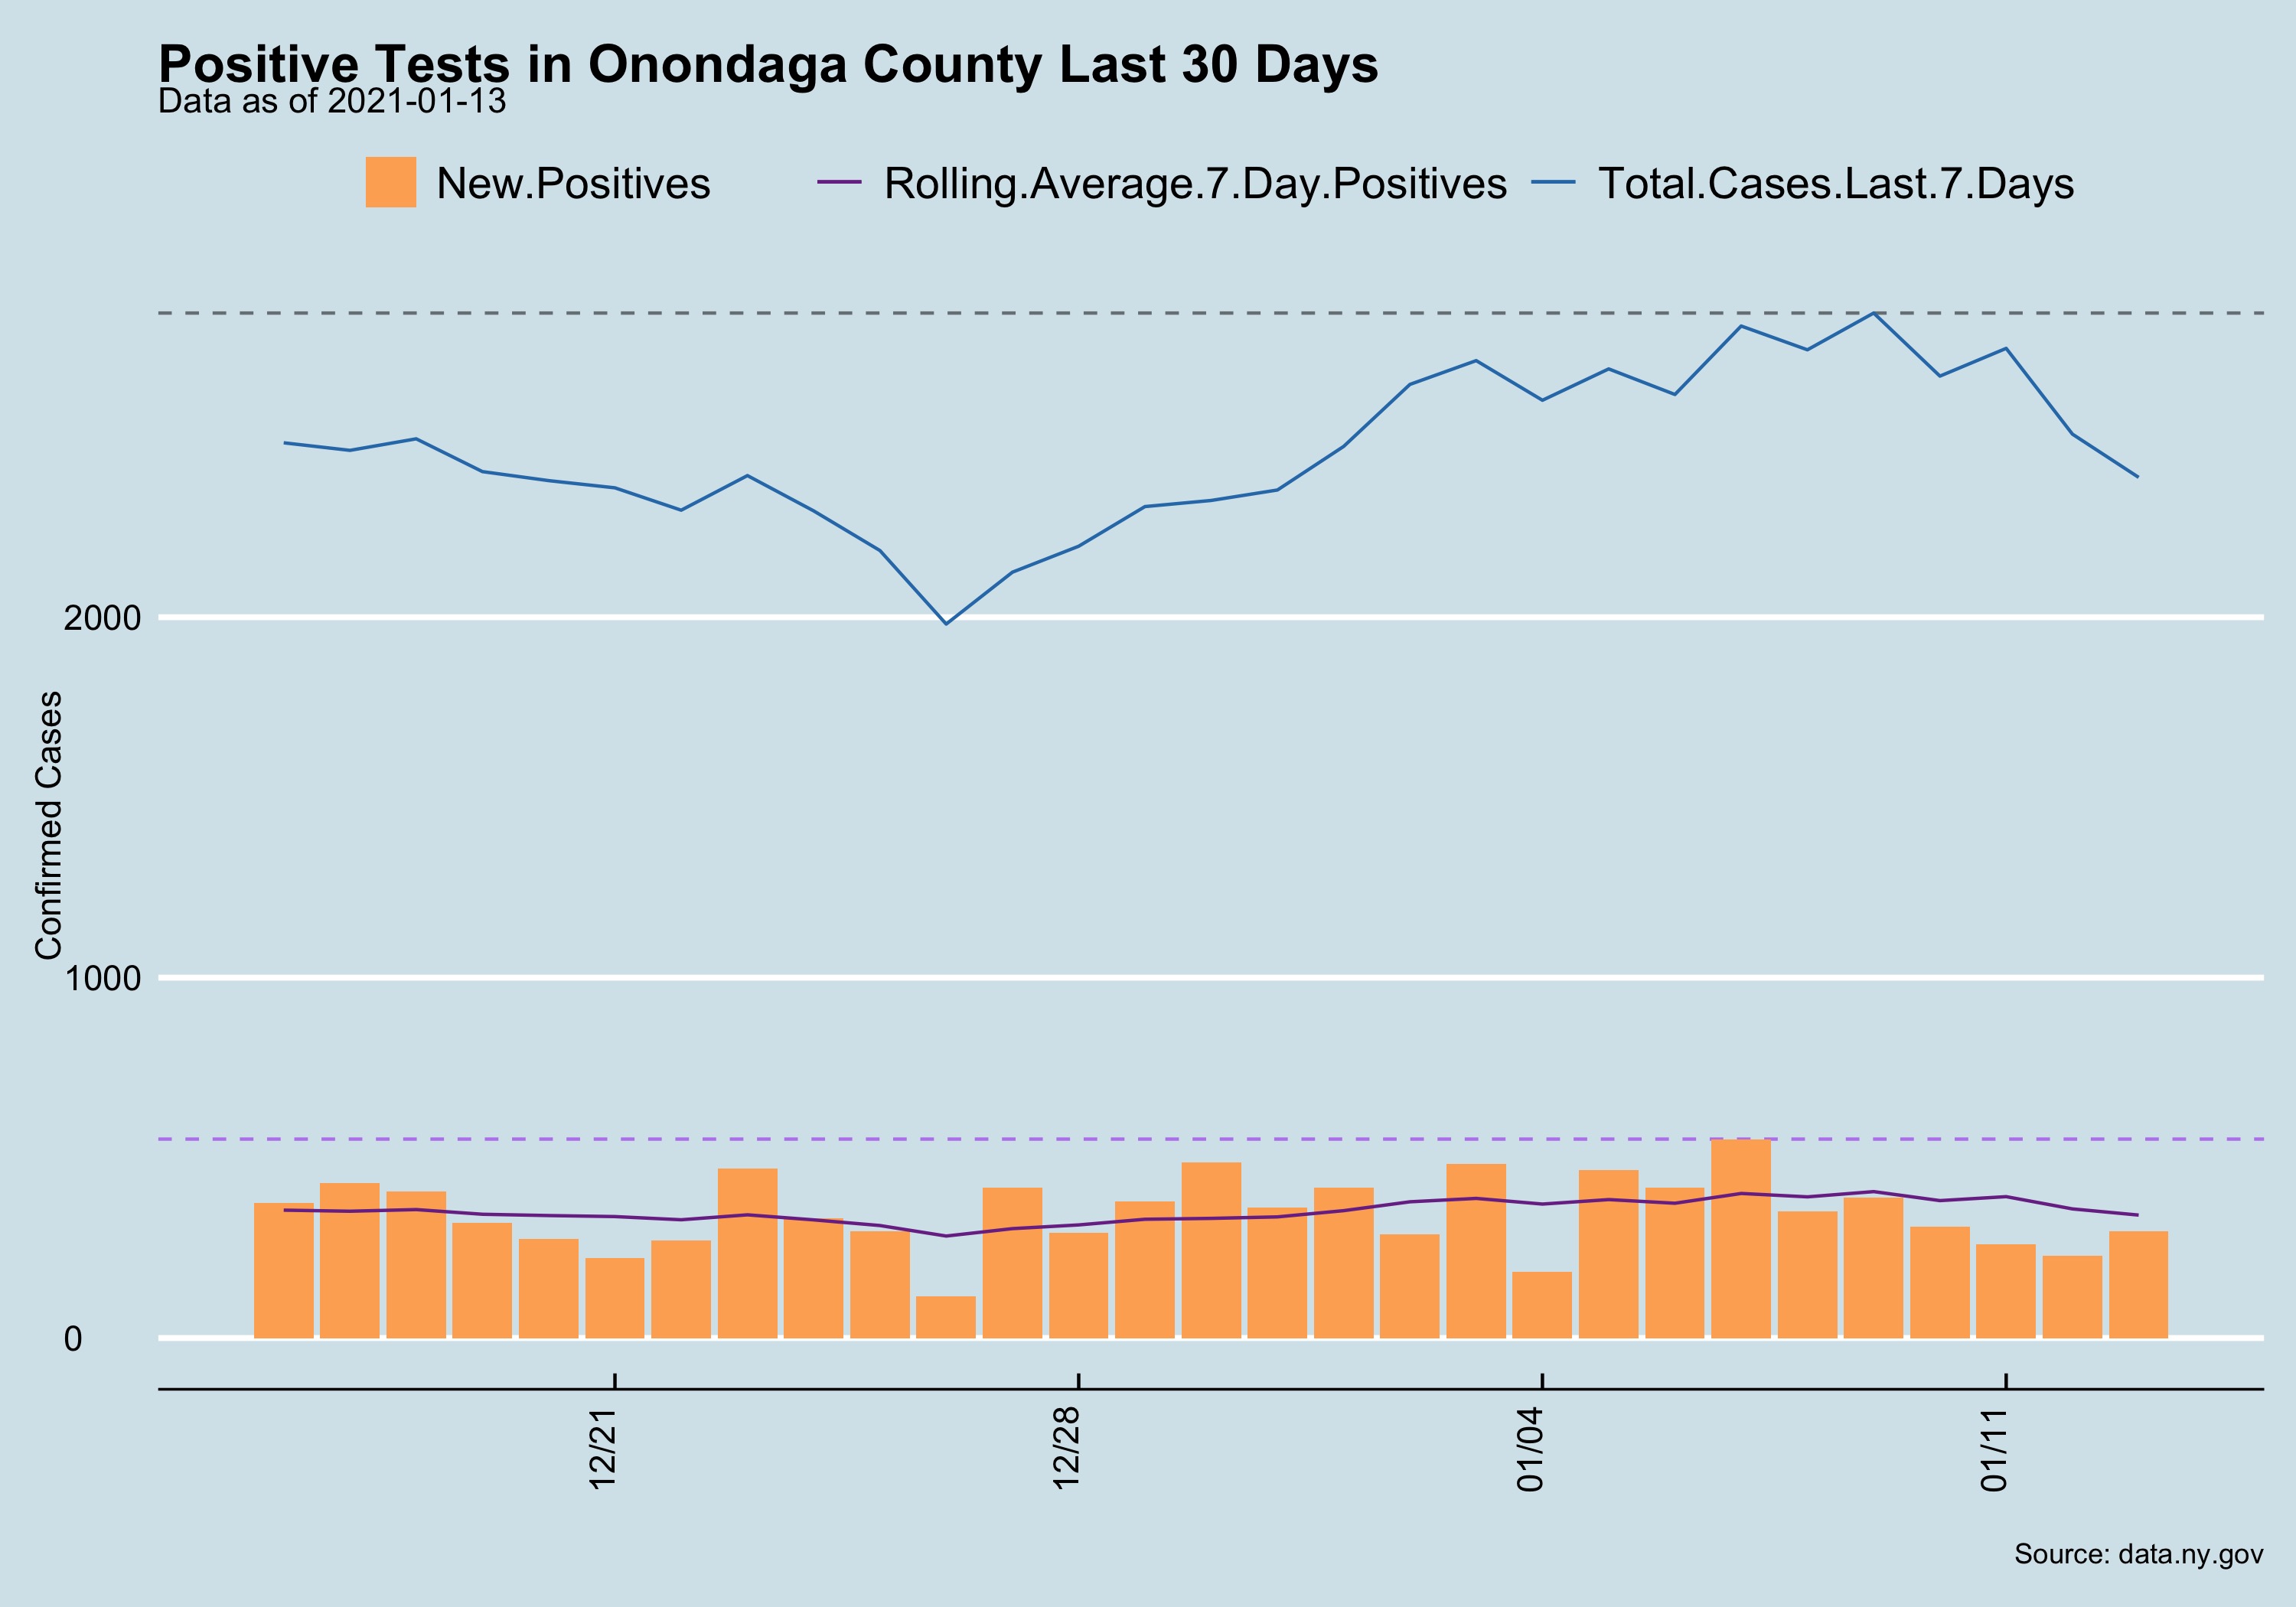 Positive Tests in Onondaga County Last 30 Days
Data as of 2021-01-13
New.Positives
Rolling.Average.7.Day.Positives
Total.Cases.Last.7.Days
Confirmed Cases
2000
1000
0
12/21
12/28
01/04
01/11
Source: data.ny.gov